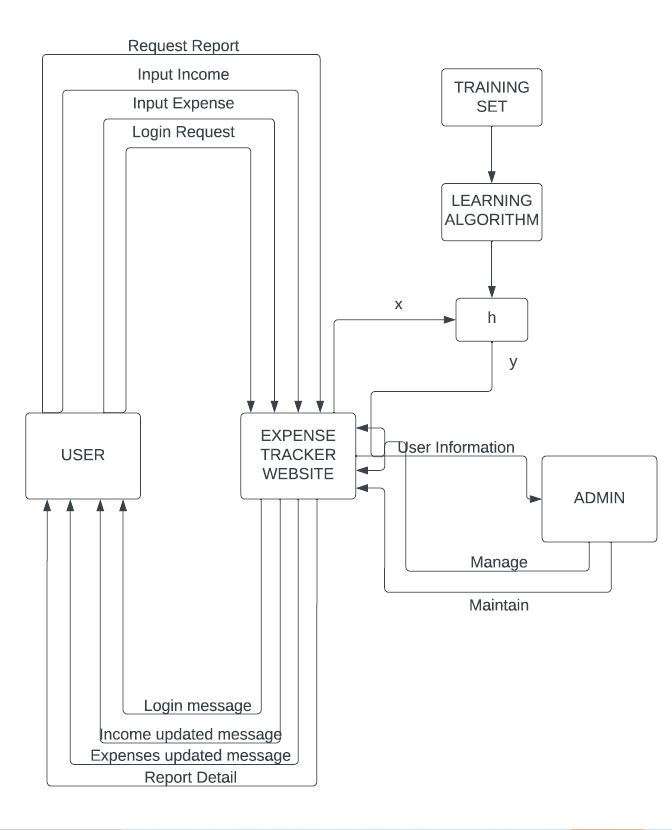 Request Report
Input Income
Input Expense
Login Request
TRAINING
SET
LEARNING
ALGORITHM
x
h
y
USER
EXPENSE
TRACKER
WEBSITE
User Information
ADMIN
Manage
Maintain
Login message
Income updated message
Expenses updated message
Report Detail